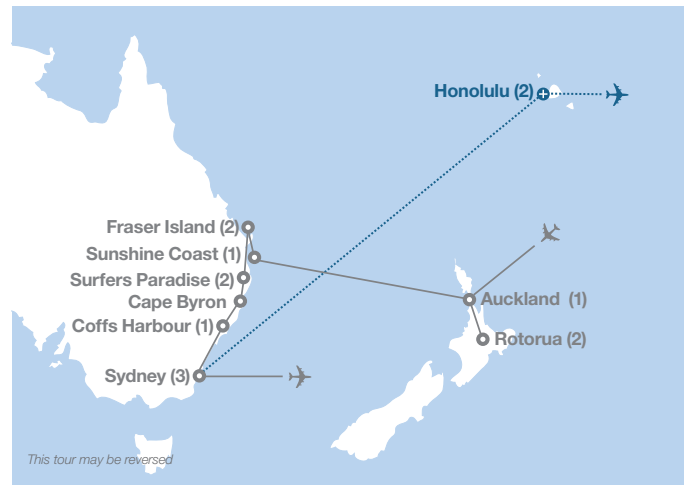 Honolulu (2)
Fraser Island (2)
Sunshine Coast (1)
Surfers Paradise (2)
Cape Byron
Auckland (1)
Coffs Harbour (1)
Rotorua (2)
Sydney (3)
This tour may be reversed